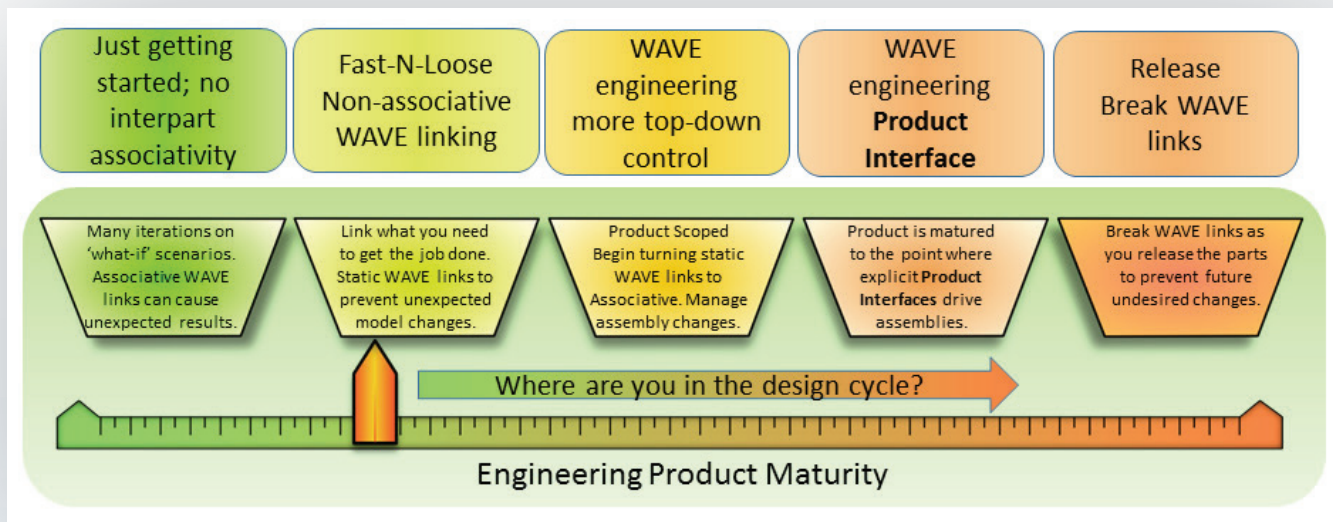 Just getting
started; no
interpart
associativity
Fast-N-Loose
Non-associative
WAVE linking
WAVE
engineering
more top-down
control
WAVE
engineering
Product
Interface
Release
Break WAVE
links
Many iterations on
‘what-if’ scenarios.
Associative WAVE
links can cause
unexpected results.
Link what you need
to get the job done.
Static WAVE links to
prevent unexpected
model changes.
Product Scoped
Begin turning static
WAVE links to
Associative. Manage
assembly changes.
Product is matured
to the point where
explicit Product
Interfaces drive
assemblies.
Break WAVE links as
you release the parts
to prevent future
undesired changes.
Where are you in the design cycle?
Engineering Product Maturity